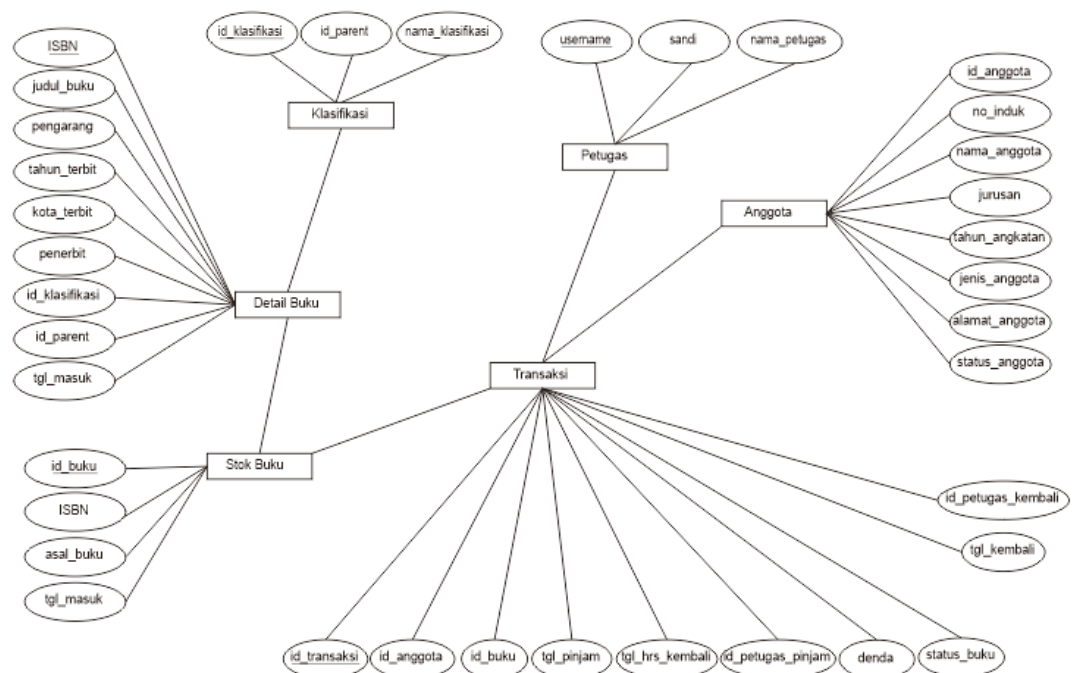 id_klasifikasi
id_parent
nama_klasifikasi
Klasifikasi
username
sandi
nama_petugas
Petugas
id_anggota
no_induk
nama_anggota
jurusan
tahun_angkatan
jenis_anggota
alamat_anggota
status_anggota
Anggota
ISBN
judul_buku
pengarang
tahun_terbit
kota_terbit
penerbit
id_klasifikasi
id_parent
tgl_masuk
Detail Buku
Transaksi
Stok Buku
id_buku
ISBN
asal_buku
tgl_masuk
id_petugas_kembali
tgl_kembali
id_transaksi
id_anggota
id_buku
tgl_pinjam
tgl_hrs_kembali
id_petugas_pinjam
denda
status_buku